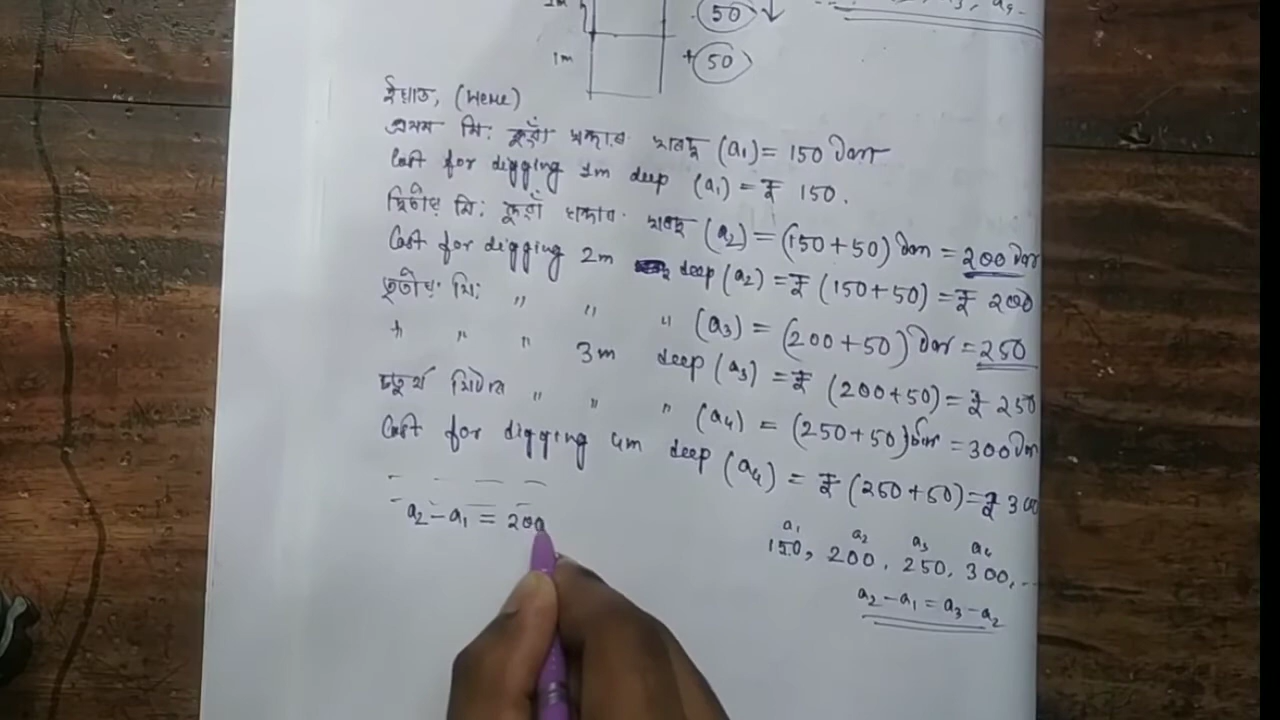 50 ↓
1m +50
ইয়াত, (Here)
প্ৰথম মি: কুৱাঁ খন্দাৰ খৰচ (a₁) = 150 টকা
Cost for digging 1m deep (a₁) = ₹ 150.
দ্বিতীয় মি: কুৱাঁ খন্দাৰ খৰচ (a₂) = (150+50) টকা = 200 টকা
Cost for digging 2m deep (a₂) = ₹ (150+50) = ₹ 200
তৃতীয় মি: " " " (a₃) = (200+50) টকা = 250
" " " 3m deep (a₃) = ₹ (200+50) = ₹ 250
চতুৰ্থ মিটাৰ " " " (a₄) = (250+50) টকা = 300 টকা
Cost for digging 4m deep (a₄) = ₹ (250+50) = ₹ 300
a₂ - a₁ = 200
a₁ a₂ a₃ a₄
150, 200, 250, 300, ...
a₂ - a₁ = a₃ - a₂